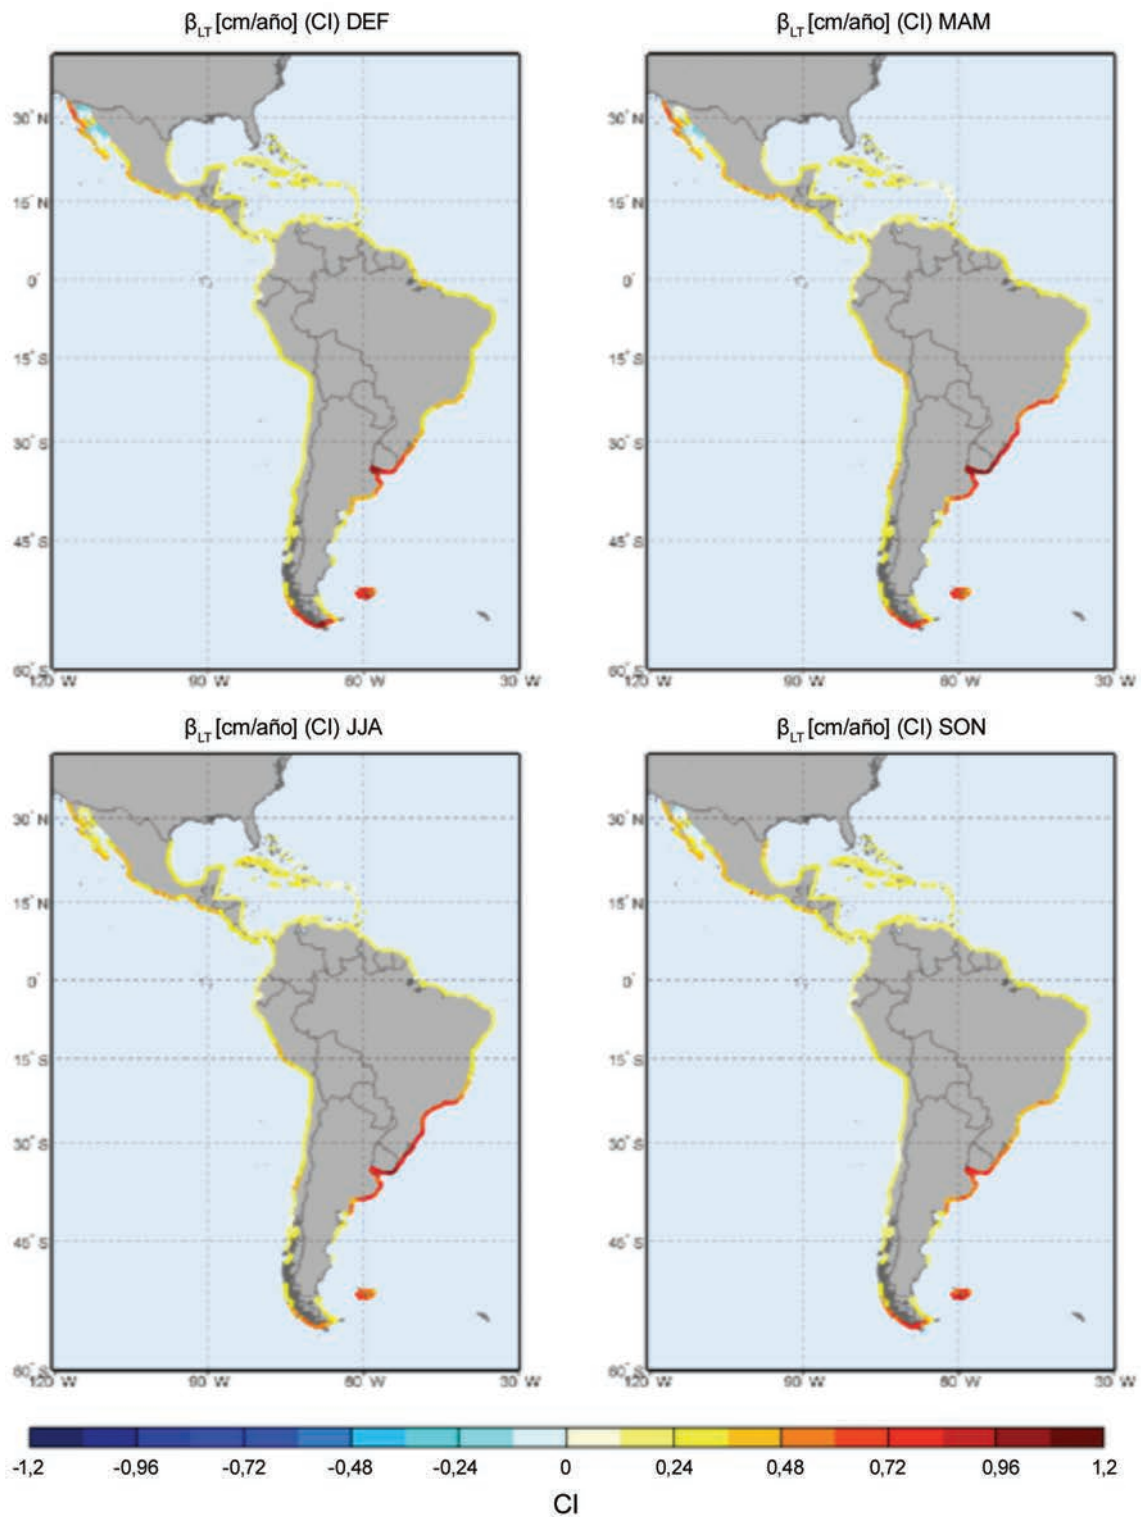 β_LT [cm/año] (CI) DEF
β_LT [cm/año] (CI) MAM
30° N
15° N
0°
15° S
30° S
45° S
60° S
120 W
90 W
60 W
30 W
30° N
15° N
0°
15° S
30° S
45° S
60° S
120 W
90 W
60 W
30 W
β_LT [cm/año] (CI) JJA
β_LT [cm/año] (CI) SON
30° N
15° N
0°
15° S
30° S
45° S
60° S
120 W
90 W
60 W
30 W
30° N
15° N
0°
15° S
30° S
45° S
60° S
120 W
90 W
60 W
30 W
-1,2 -0,96 -0,72 -0,48 -0,24 0 0,24 0,48 0,72 0,96 1,2
CI